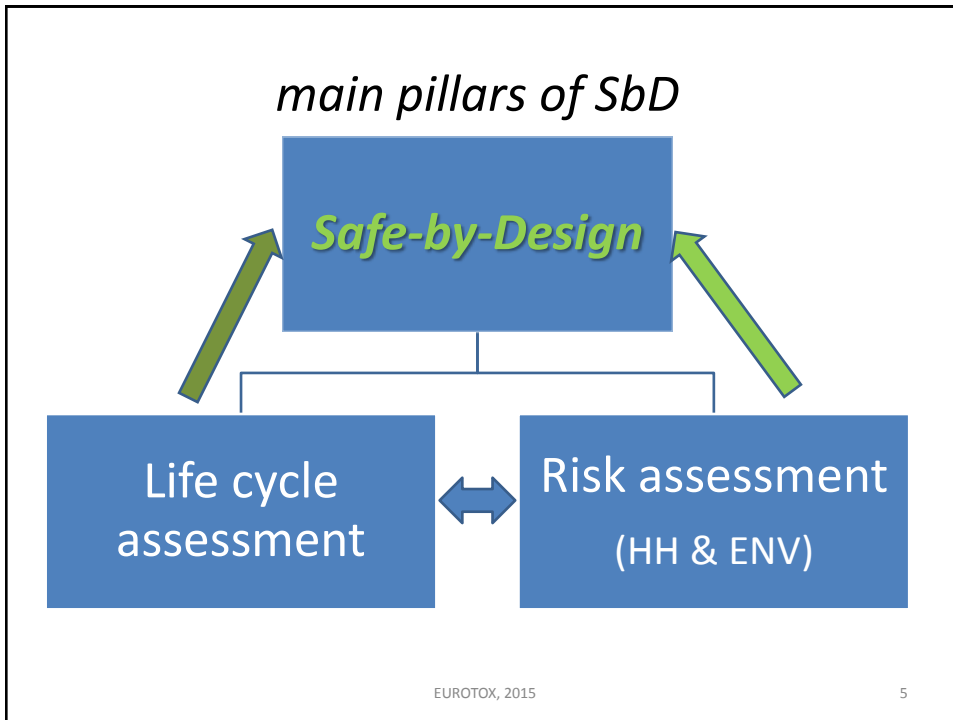 main pillars of SbD
Safe-by-Design
Life cycle
assessment
Risk assessment
(HH & ENV)
EUROTOX, 2015
5